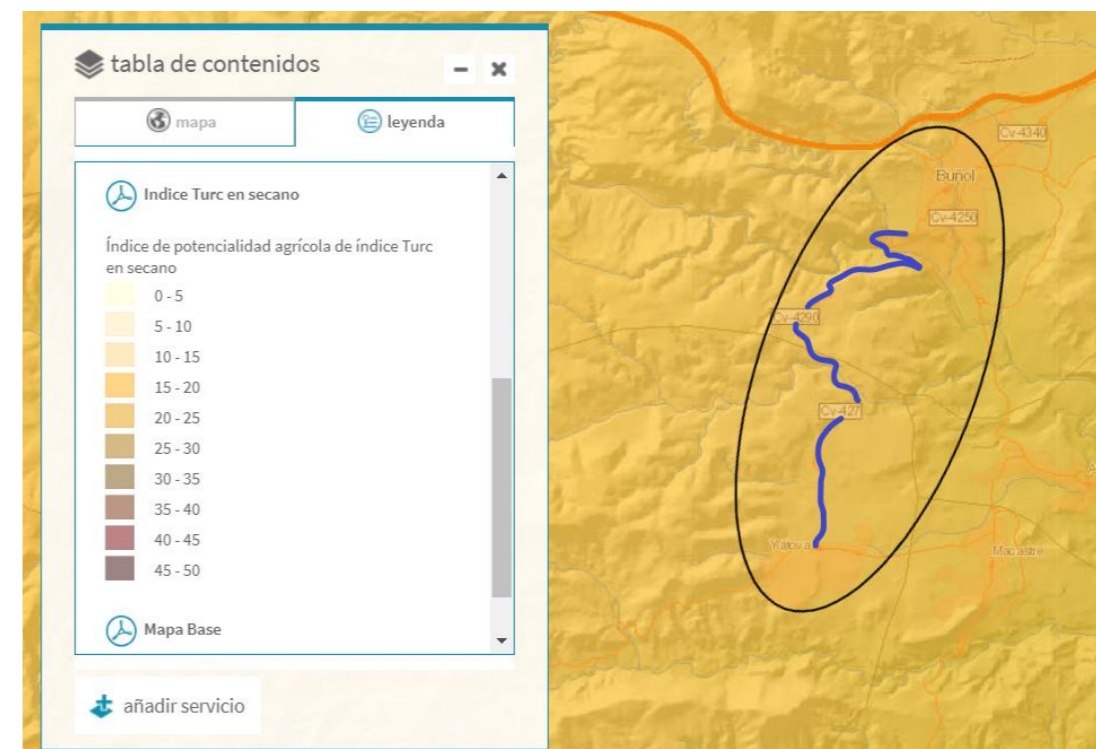 tabla de contenidos
mapa
leyenda
Indice Turc en secano
Índice de potencialidad agrícola de índice Turc
en secano
0 - 5
5 - 10
10 - 15
15 - 20
20 - 25
25 - 30
30 - 35
35 - 40
40 - 45
45 - 50
Mapa Base
añadir servicio
Cv-4340
Buñol
Cv-4250
Cv-4290
Cv-427
Yátova
Macastre